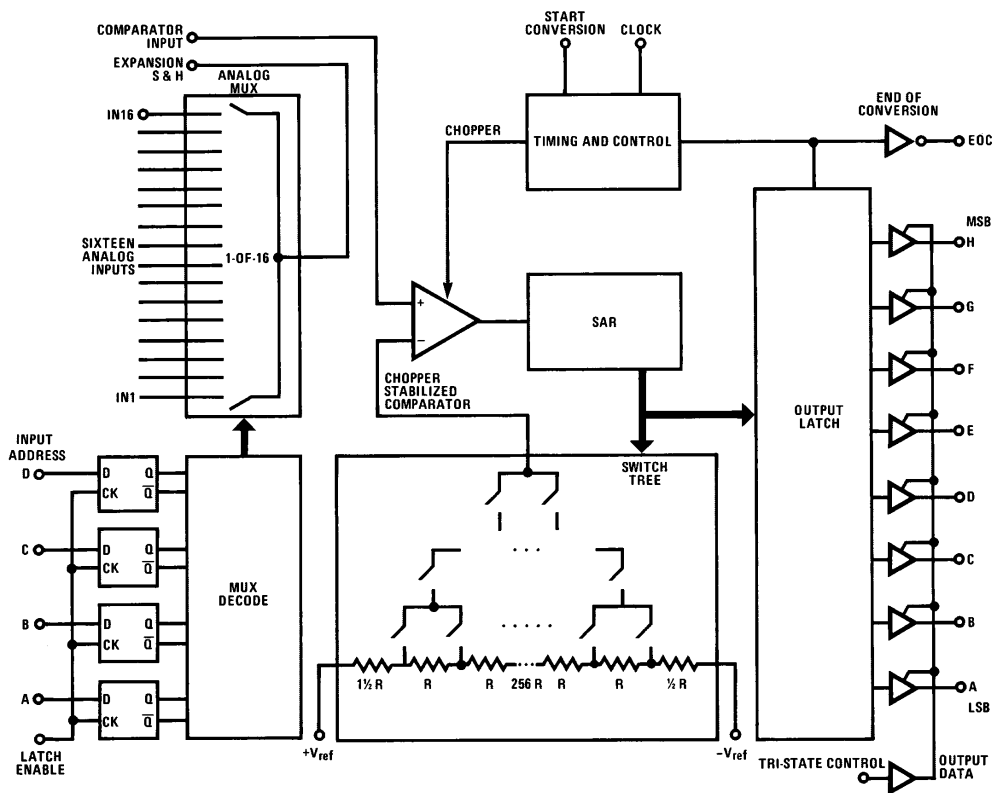 START
CONVERSION
CLOCK
COMPARATOR
INPUT
EXPANSION
S & H
ANALOG
MUX
IN16
CHOPPER
TIMING AND CONTROL
END OF
CONVERSION
EOC
SIXTEEN
ANALOG
INPUTS
1-OF-16
MSB
H
+
−
SAR
G
CHOPPER
STABILIZED
COMPARATOR
F
IN1
OUTPUT
LATCH
E
INPUT
ADDRESS
SWITCH
TREE
D
D
Q
CK
Q̅
D
C
D
Q
CK
Q̅
. . .
C
MUX
DECODE
B
D
Q
CK
Q̅
. . . . .
B
1½ R
R
R
...
256 R
R
R
½ R
A
D
Q
CK
Q̅
A
LSB
LATCH
ENABLE
+Vref
−Vref
TRI-STATE CONTROL
OUTPUT
DATA